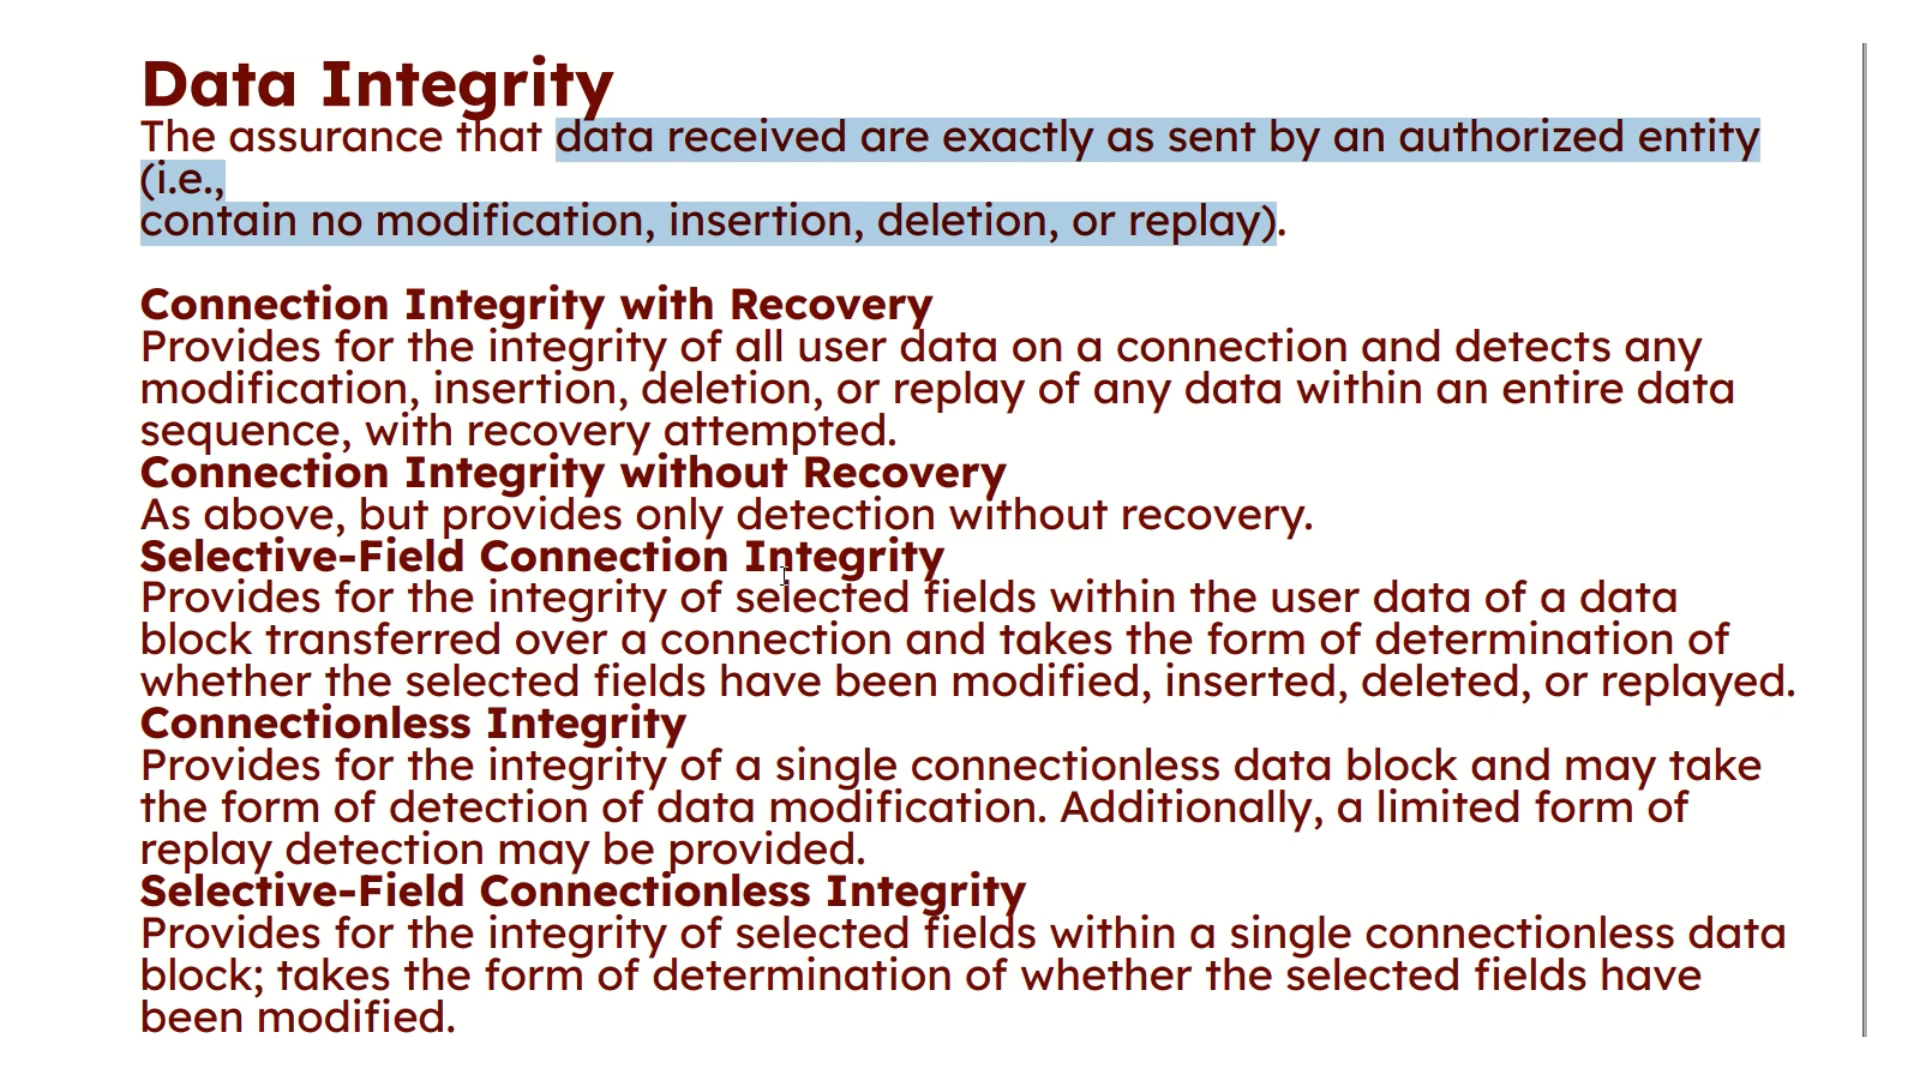 Data Integrity
The assurance that data received are exactly as sent by an authorized entity
(i.e.,
contain no modification, insertion, deletion, or replay).
Connection Integrity with Recovery
Provides for the integrity of all user data on a connection and detects any
modification, insertion, deletion, or replay of any data within an entire data
sequence, with recovery attempted.
Connection Integrity without Recovery
As above, but provides only detection without recovery.
Selective-Field Connection Integrity
Provides for the integrity of selected fields within the user data of a data
block transferred over a connection and takes the form of determination of
whether the selected fields have been modified, inserted, deleted, or replayed.
Connectionless Integrity
Provides for the integrity of a single connectionless data block and may take
the form of detection of data modification. Additionally, a limited form of
replay detection may be provided.
Selective-Field Connectionless Integrity
Provides for the integrity of selected fields within a single connectionless data
block; takes the form of determination of whether the selected fields have
been modified.